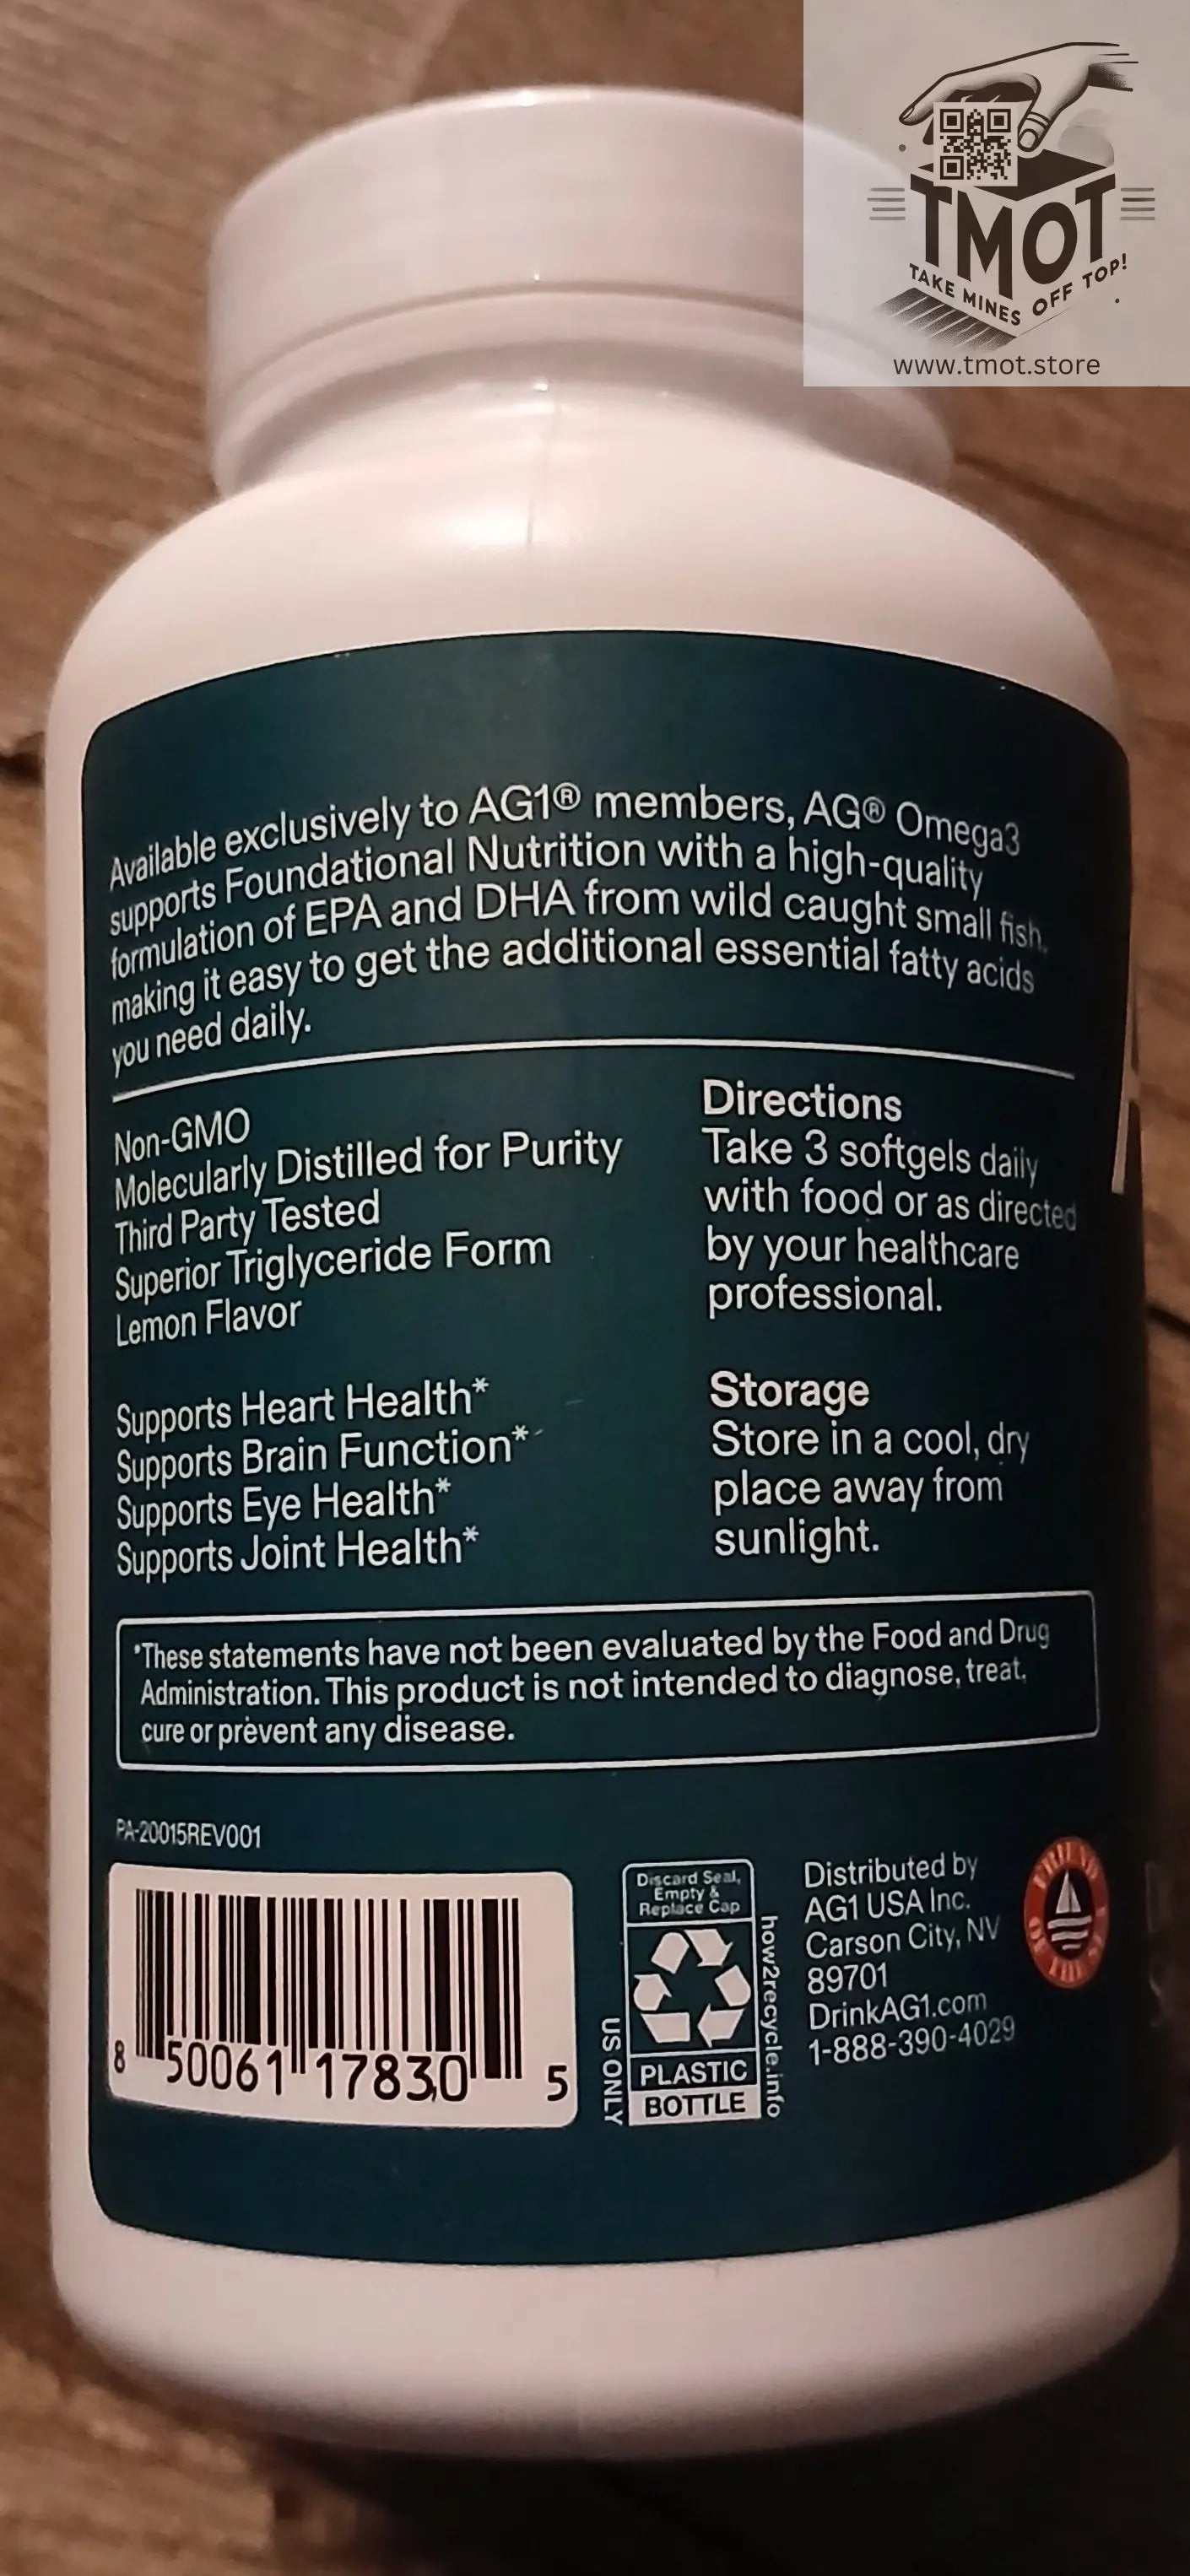 TMOT
TAKE MINES OFF TOP!
www.tmot.store
Available exclusively to AG1® members, AG® Omega3
supports Foundational Nutrition with a high-quality
formulation of EPA and DHA from wild caught small fish,
making it easy to get the additional essential fatty acids
you need daily.
Non-GMO
Molecularly Distilled for Purity
Third Party Tested
Superior Triglyceride Form
Lemon Flavor
Supports Heart Health*
Supports Brain Function*
Supports Eye Health*
Supports Joint Health*
Directions
Take 3 softgels daily
with food or as directed
by your healthcare
professional.
Storage
Store in a cool, dry
place away from
sunlight.
*These statements have not been evaluated by the Food and Drug
Administration. This product is not intended to diagnose, treat,
cure or prevent any disease.
PA-20015REV001
8 50061 17830 5
Discard Seal,
Empty &
Replace Cap
PLASTIC
BOTTLE
US ONLY
how2recycle.info
Distributed by
AG1 USA Inc.
Carson City, NV
89701
DrinkAG1.com
1-888-390-4029
FRIEND
OF THE SEA